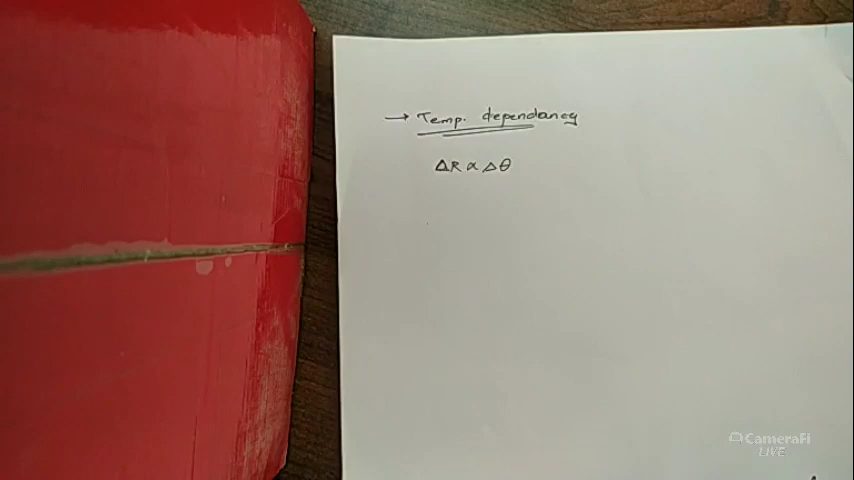 → Temp. dependancy
ΔR ∝ Δθ
CameraFi
LIVE